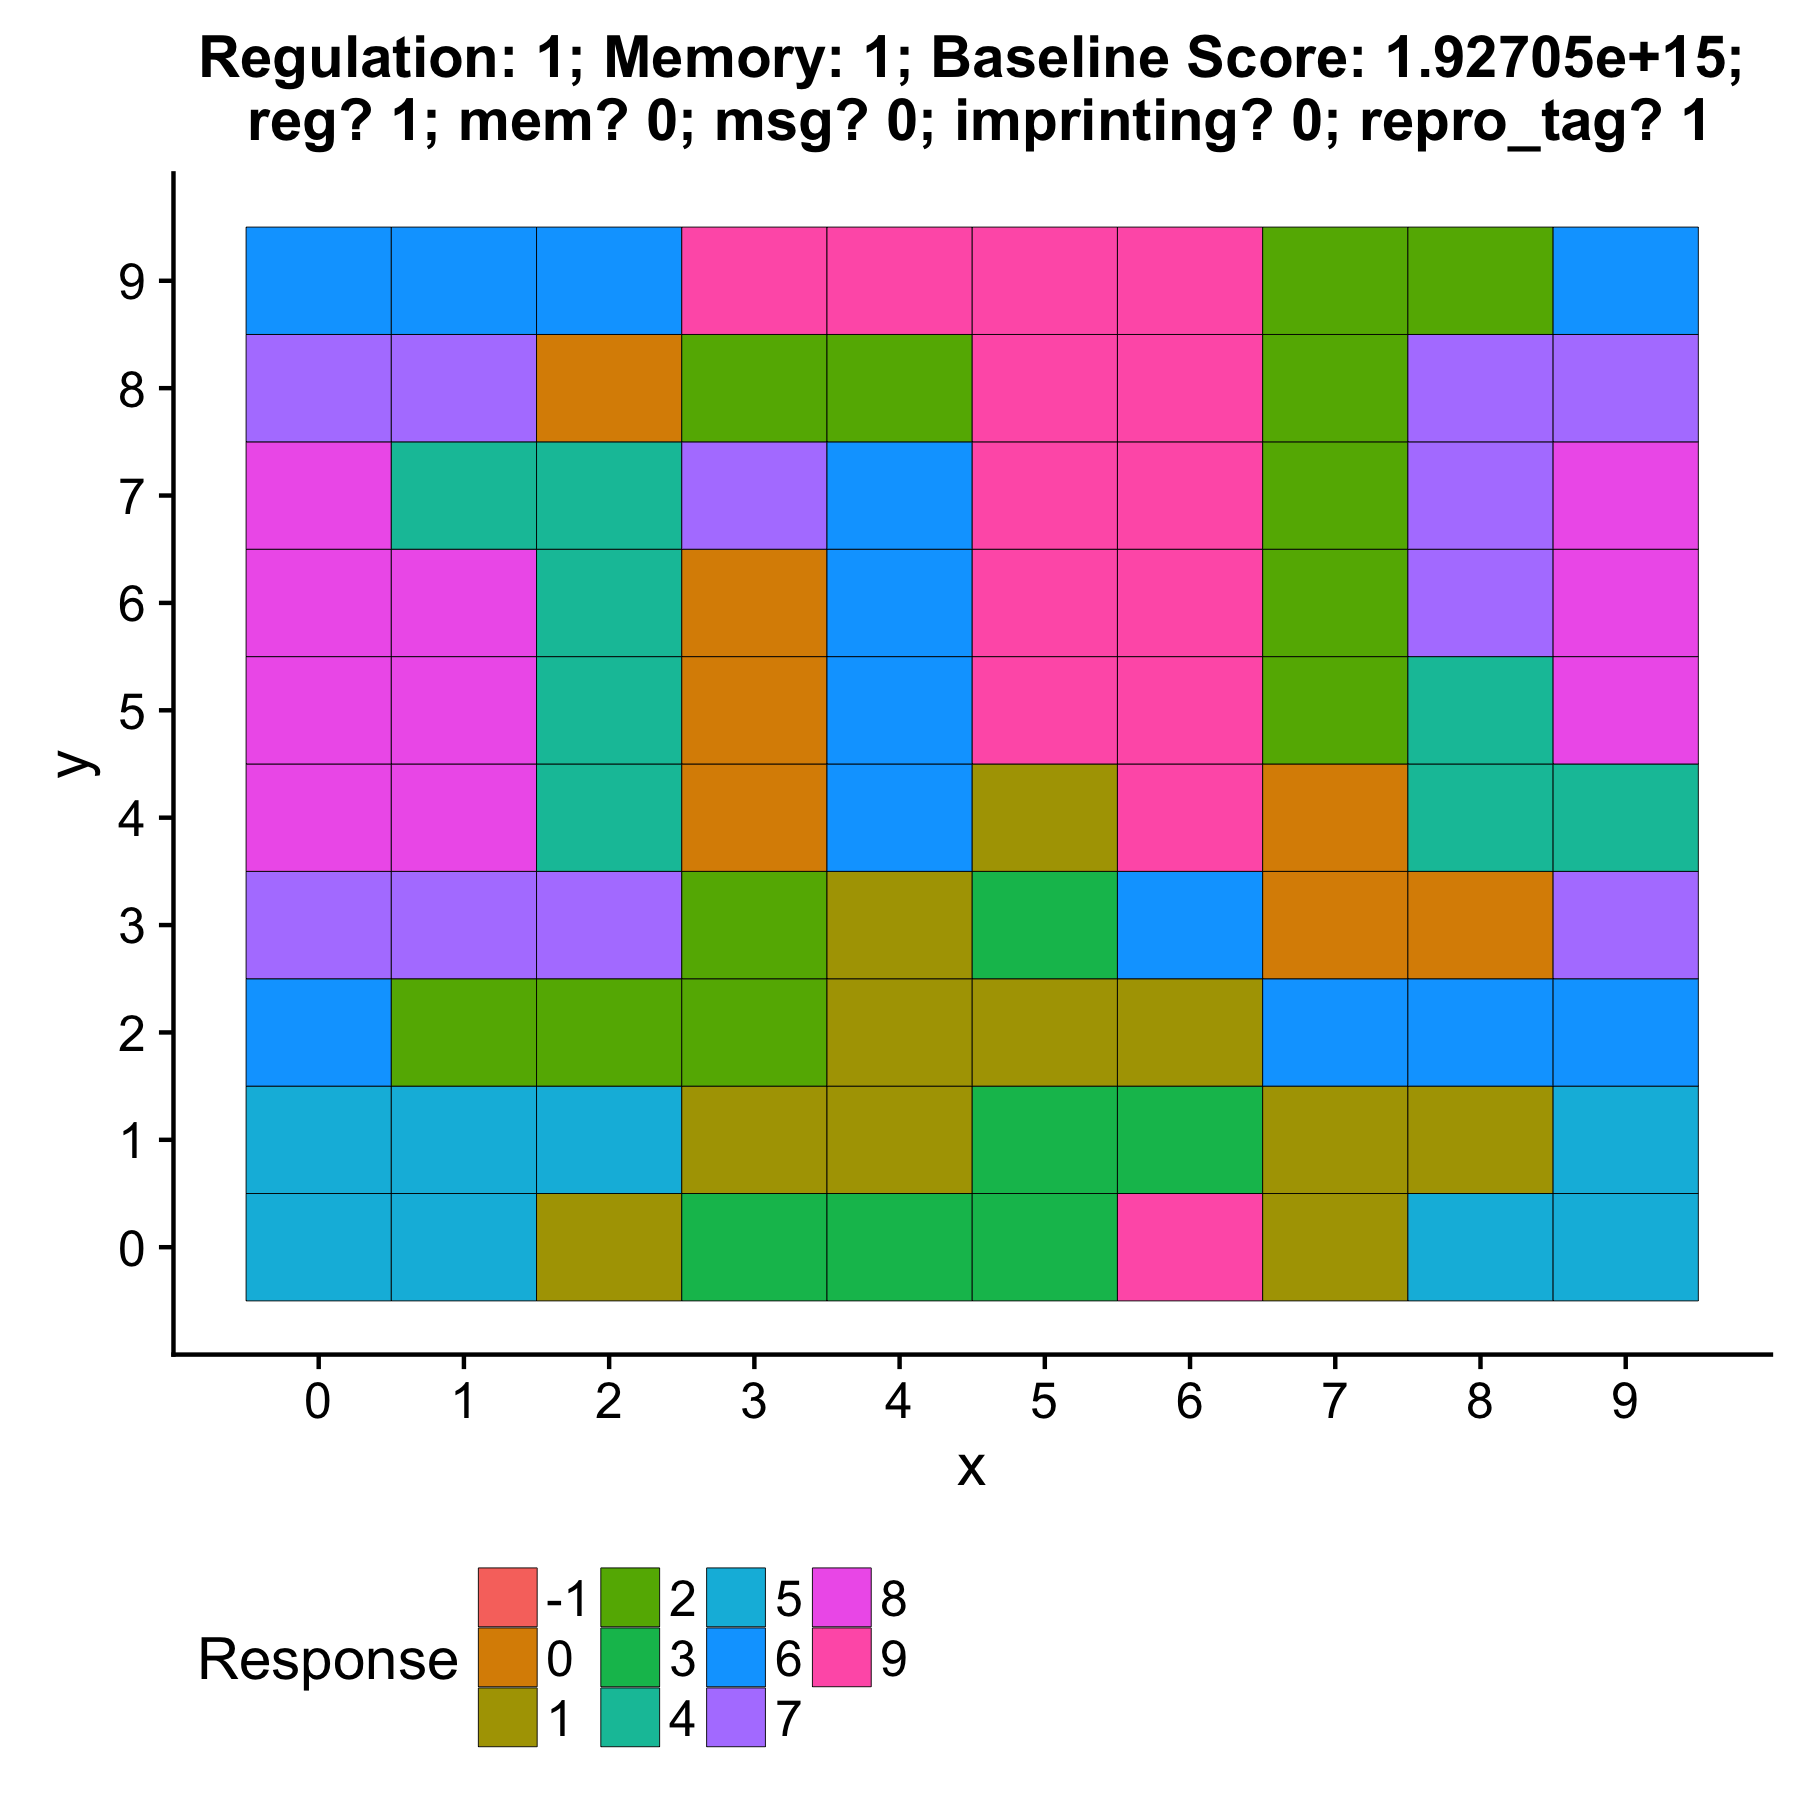 Regulation: 1; Memory: 1; Baseline Score: 1.92705e+15;
reg? 1; mem? 0; msg? 0; imprinting? 0; repro_tag? 1
y
9
8
7
6
5
4
3
2
1
0
0 1 2 3 4 5 6 7 8 9
x
Response
-1 2 5 8
0 3 6 9
1 4 7